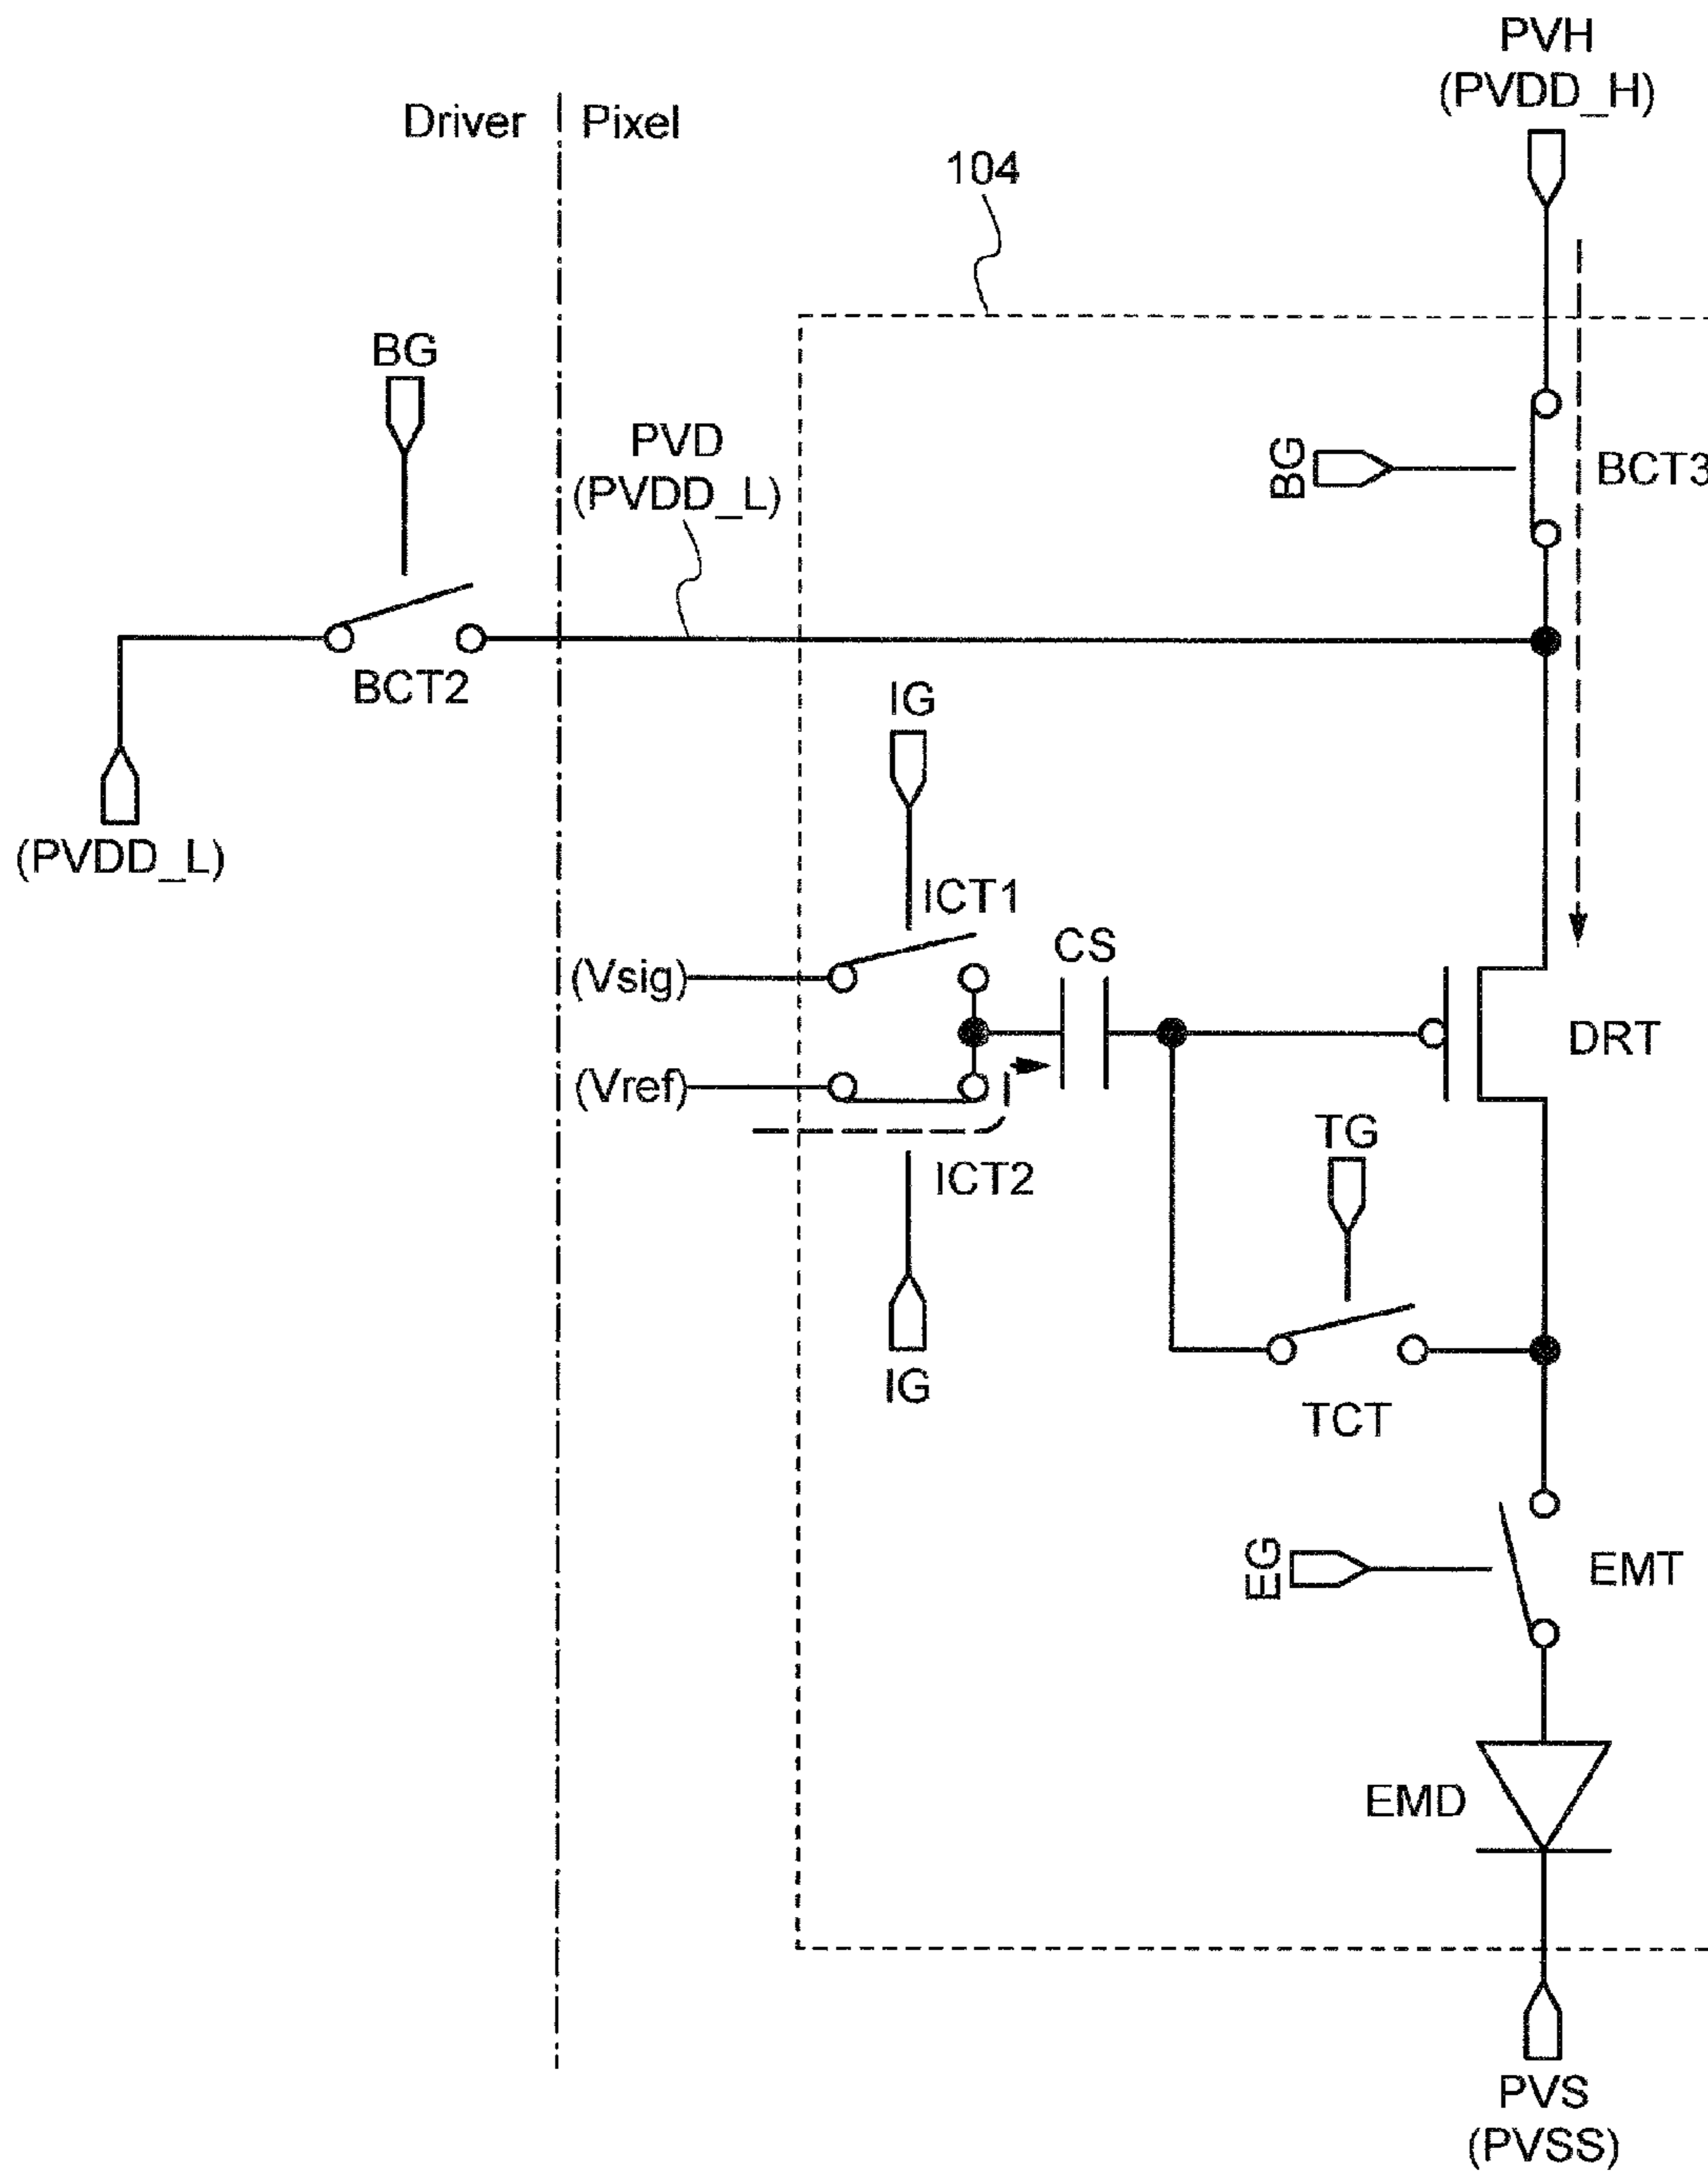 PVH
(PVDD_H)
Driver
Pixel
104
BG
PVD
(PVDD_L)
BG
BCT3
BCT2
IG
(PVDD_L)
ICT1
CS
(Vsig)
DRT
(Vref)
TG
ICT2
IG
TCT
EG
EMT
EMD
PVS
(PVSS)